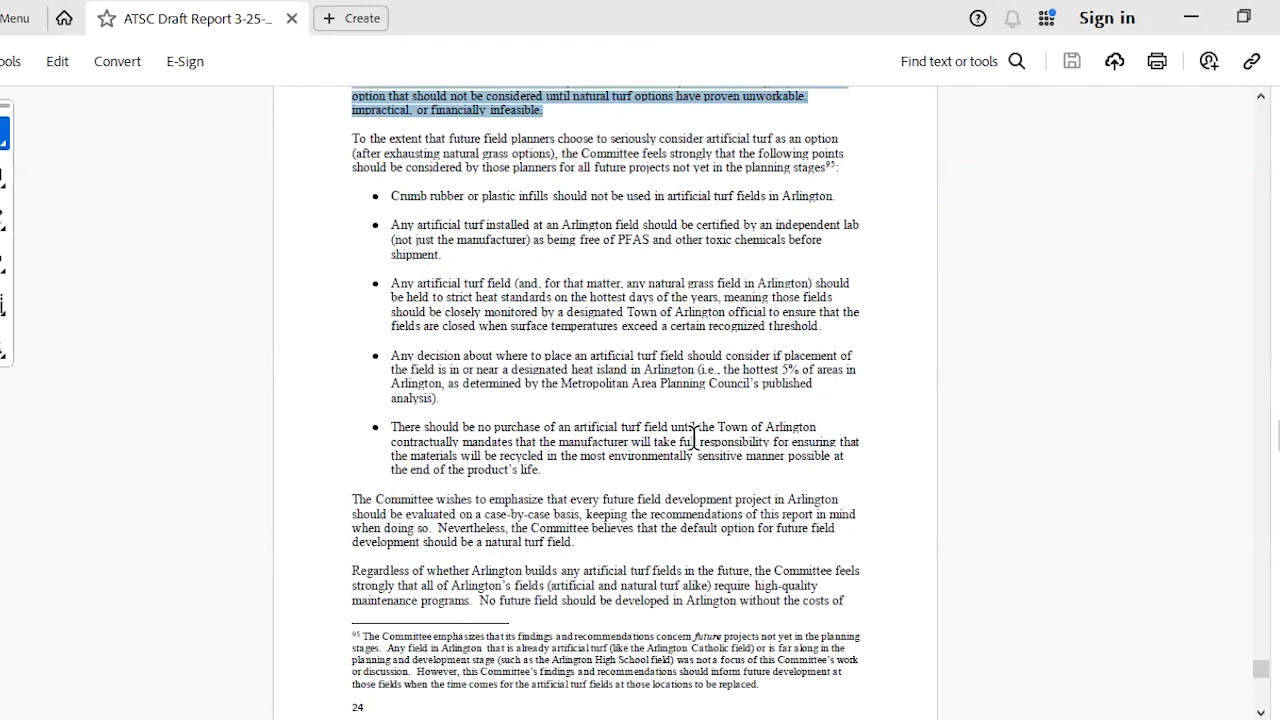 Menu
ATSC Draft Report 3-25-_...
Create
Sign in
ools
Edit
Convert
E-Sign
Find text or tools
option that should not be considered until natural turf options have proven unworkable,
impractical, or financially infeasible.
To the extent that future field planners choose to seriously consider artificial turf as an option
(after exhausting natural grass options), the Committee feels strongly that the following points
should be considered by those planners for all future projects not yet in the planning stages95:
• Crumb rubber or plastic infills should not be used in artificial turf fields in Arlington.
• Any artificial turf installed at an Arlington field should be certified by an independent lab
(not just the manufacturer) as being free of PFAS and other toxic chemicals before
shipment.
• Any artificial turf field (and, for that matter, any natural grass field in Arlington) should
be held to strict heat standards on the hottest days of the years, meaning those fields
should be closely monitored by a designated Town of Arlington official to ensure that the
fields are closed when surface temperatures exceed a certain recognized threshold.
• Any decision about where to place an artificial turf field should consider if placement of
the field is in or near a designated heat island in Arlington (i.e., the hottest 5% of areas in
Arlington, as determined by the Metropolitan Area Planning Council's published
analysis).
• There should be no purchase of an artificial turf field until the Town of Arlington
contractually mandates that the manufacturer will take full responsibility for ensuring that
the materials will be recycled in the most environmentally sensitive manner possible at
the end of the product's life.
The Committee wishes to emphasize that every future field development project in Arlington
should be evaluated on a case-by-case basis, keeping the recommendations of this report in mind
when doing so. Nevertheless, the Committee believes that the default option for future field
development should be a natural turf field.
Regardless of whether Arlington builds any artificial turf fields in the future, the Committee feels
strongly that all of Arlington's fields (artificial and natural turf alike) require high-quality
maintenance programs. No future field should be developed in Arlington without the costs of
95 The Committee emphasizes that its findings and recommendations concern future projects not yet in the planning
stages. Any field in Arlington that is already artificial turf (like the Arlington Catholic field) or is far along in the
planning and development stage (such as the Arlington High School field) was not a focus of this Committee's work
or discussion. However, this Committee's findings and recommendations should inform future development at
those fields when the time comes for the artificial turf fields at those locations to be replaced.
24